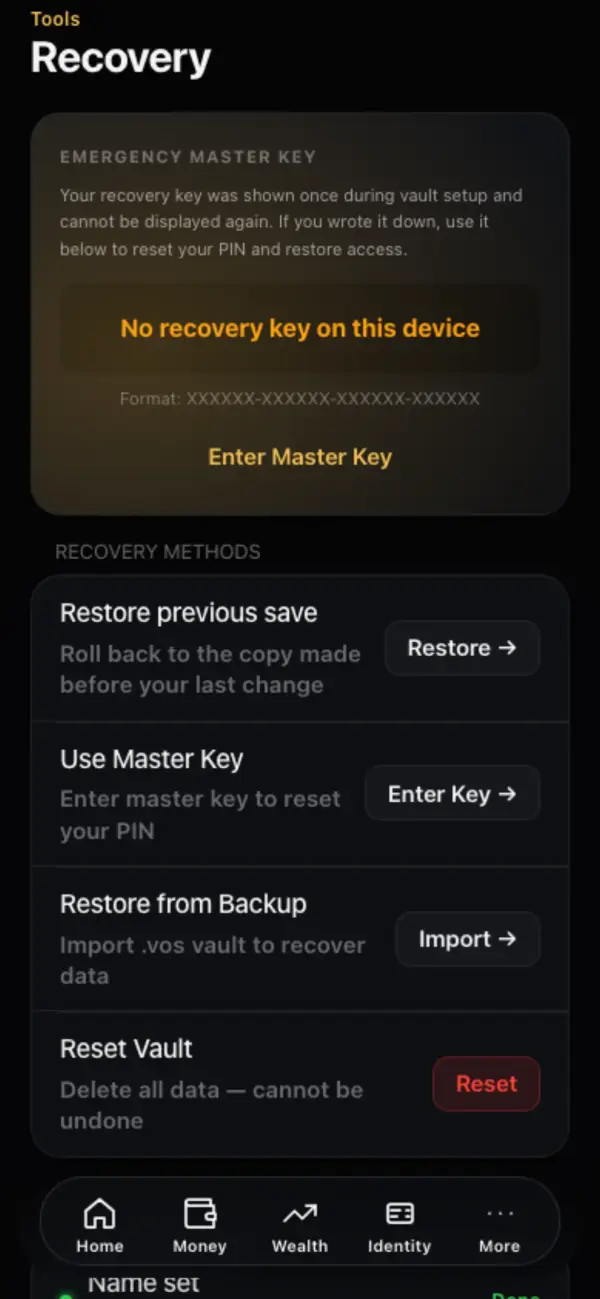 Tools
Recovery
EMERGENCY MASTER KEY
Your recovery key was shown once during vault setup and
cannot be displayed again. If you wrote it down, use it
below to reset your PIN and restore access.
No recovery key on this device
Format: XXXXXX-XXXXXX-XXXXXX-XXXXXX
Enter Master Key
RECOVERY METHODS
Restore previous save
Roll back to the copy made
before your last change
Restore →
Use Master Key
Enter master key to reset
your PIN
Enter Key →
Restore from Backup
Import .vos vault to recover
data
Import →
Reset Vault
Delete all data — cannot be
undone
Reset
Home Money Wealth Identity More
Name set
Done